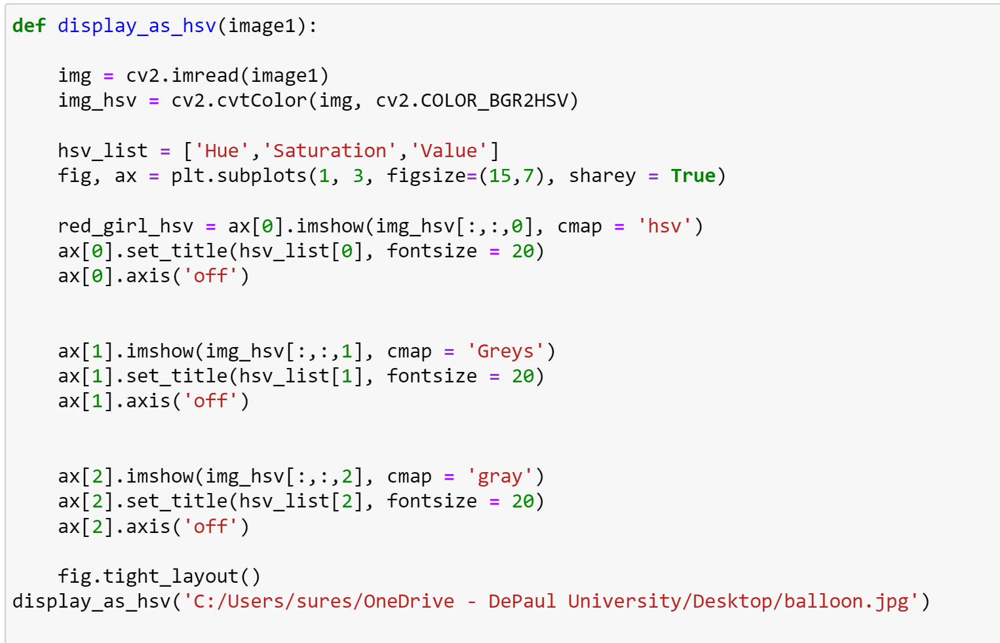 def display_as_hsv(image1):
    img = cv2.imread(image1)
    img_hsv = cv2.cvtColor(img, cv2.COLOR_BGR2HSV)
    hsv_list = ['Hue','Saturation','Value']
    fig, ax = plt.subplots(1, 3, figsize=(15,7), sharey = True)
    red_girl_hsv = ax[0].imshow(img_hsv[:,:,0], cmap = 'hsv')
    ax[0].set_title(hsv_list[0], fontsize = 20)
    ax[0].axis('off')
    ax[1].imshow(img_hsv[:,:,1], cmap = 'Greys')
    ax[1].set_title(hsv_list[1], fontsize = 20)
    ax[1].axis('off')
    ax[2].imshow(img_hsv[:,:,2], cmap = 'gray')
    ax[2].set_title(hsv_list[2], fontsize = 20)
    ax[2].axis('off')
    fig.tight_layout()
display_as_hsv('C:/Users/sures/OneDrive - DePaul University/Desktop/balloon.jpg')